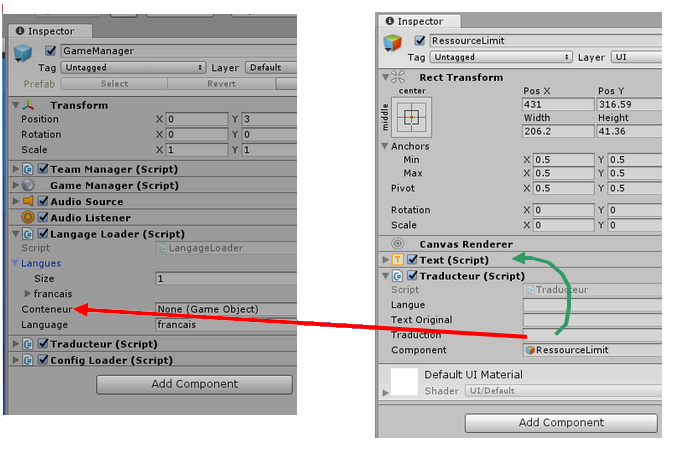 Inspector
GameManager
Tag Untagged Layer Default
Prefab Select Revert
Transform
Position X 0 Y 3
Rotation X 0 Y 0
Scale X 1 Y 1
Team Manager (Script)
Game Manager (Script)
Audio Source
Audio Listener
Langage Loader (Script)
Script LangageLoader
Langues
Size 1
francais
Conteneur None (Game Object)
Language francais
Traducteur (Script)
Config Loader (Script)
Add Component
Inspector
RessourceLimit
Tag Untagged Layer UI
Rect Transform
center Pos X Pos Y
middle 431 316.59
Width Height
206.2 41.36
Anchors
Min X 0.5 Y 0.5
Max X 0.5 Y 0.5
Pivot X 0.5 Y 0.5
Rotation X 0 Y 0
Scale X 0 Y 0
Canvas Renderer
Text (Script)
Traducteur (Script)
Script Traducteur
Langue
Text Original
Traduction
Component RessourceLimit
Default UI Material
Shader UI/Default
Add Component